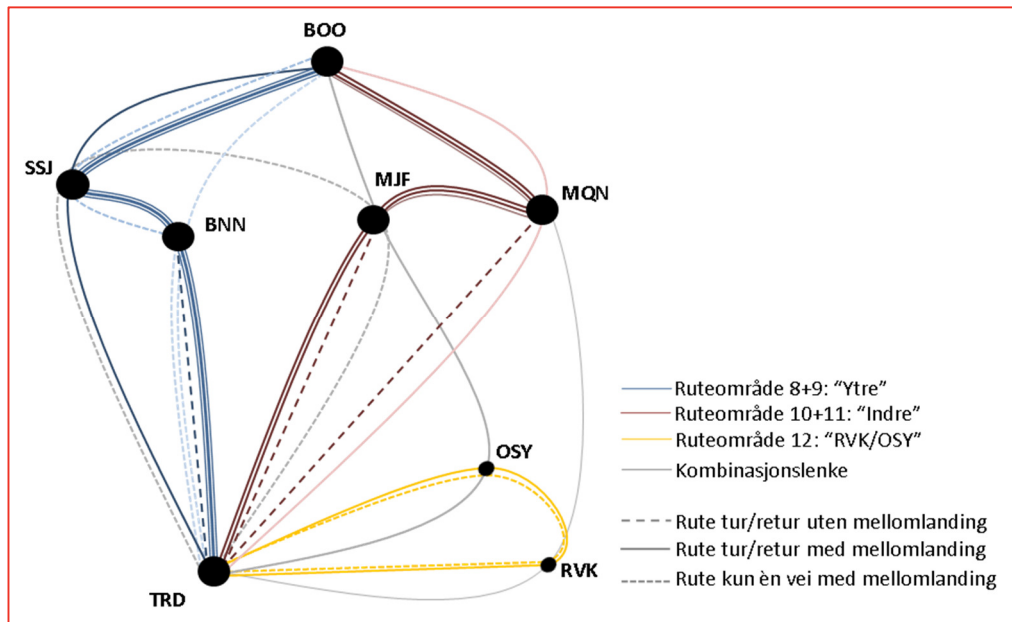 BOO
SSJ
MJF
MQN
BNN
Ruteområde 8+9: “Ytre”
Ruteområde 10+11: “Indre”
Ruteområde 12: “RVK/OSY”
OSY
Kombinasjonslenke
Rute tur/retur uten mellomlanding
Rute tur/retur med mellomlanding
RVK
Rute kun èn vei med mellomlanding
TRD